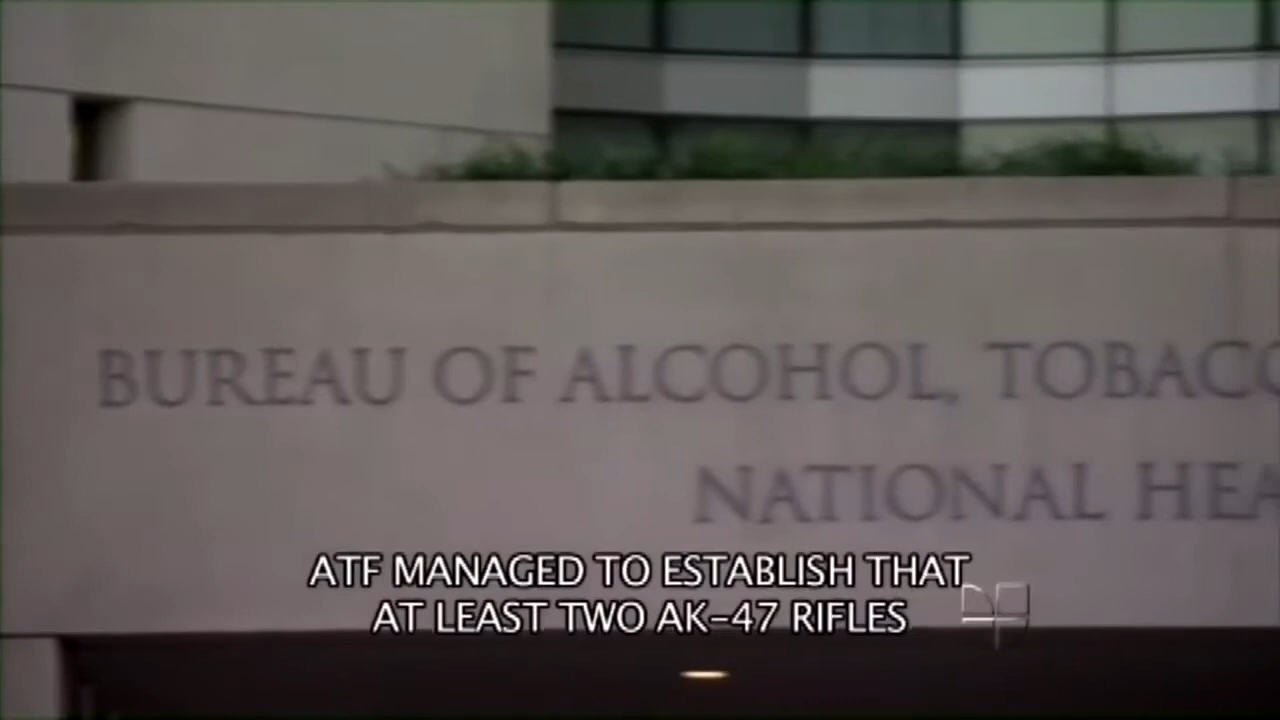 BUREAU OF ALCOHOL, TOBACC
NATIONAL HEA
ATF MANAGED TO ESTABLISH THAT
AT LEAST TWO AK-47 RIFLES